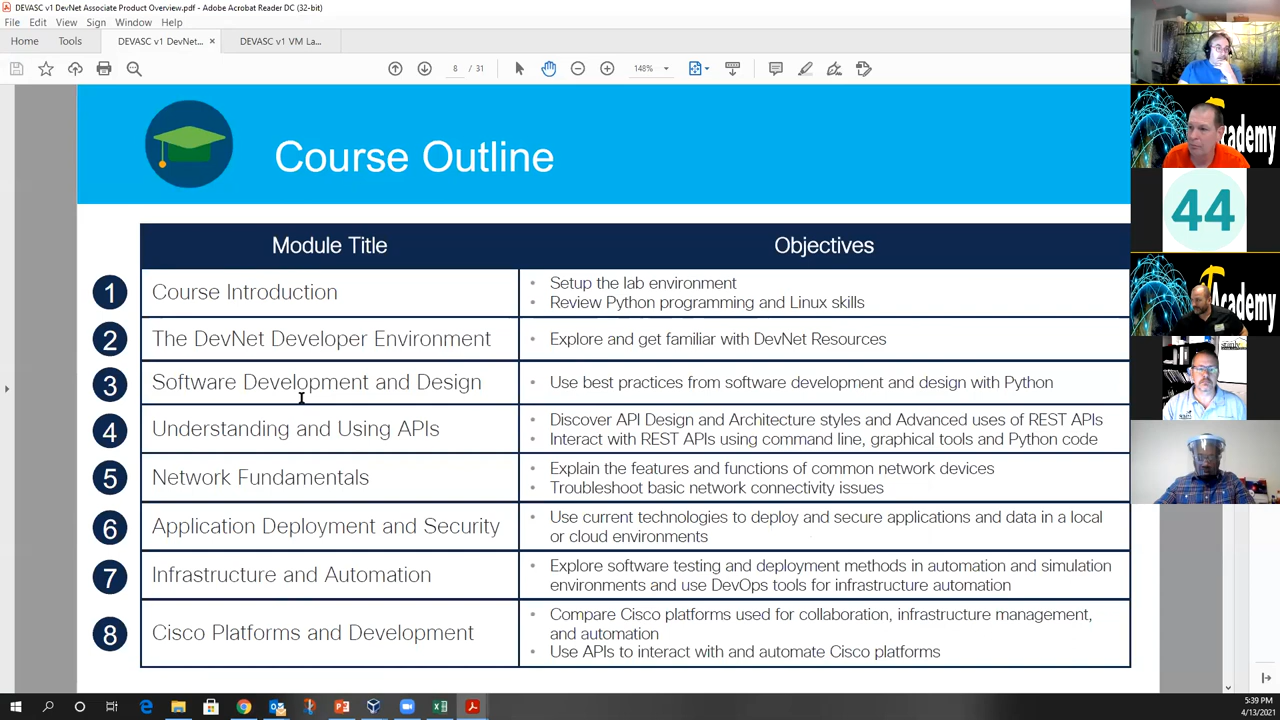 DEVASC v1 DevNet Associate Product Overview.pdf - Adobe Acrobat Reader DC (32-bit)
File Edit View Sign Window Help
Home Tools DEVASC v1 DevNet... × DEVASC v1 VM La...
8 / 31 148%
Course Outline
Module Title Objectives
1 Course Introduction
• Setup the lab environment
• Review Python programming and Linux skills
2 The DevNet Developer Environment
• Explore and get familiar with DevNet Resources
3 Software Development and Design
• Use best practices from software development and design with Python
4 Understanding and Using APIs
• Discover API Design and Architecture styles and Advanced uses of REST APIs
• Interact with REST APIs using command line, graphical tools and Python code
5 Network Fundamentals
• Explain the features and functions of common network devices
• Troubleshoot basic network connectivity issues
6 Application Deployment and Security
• Use current technologies to deploy and secure applications and data in a local
or cloud environments
7 Infrastructure and Automation
• Explore software testing and deployment methods in automation and simulation
environments and use DevOps tools for infrastructure automation
8 Cisco Platforms and Development
• Compare Cisco platforms used for collaboration, infrastructure management,
and automation
• Use APIs to interact with and automate Cisco platforms
44
5:39 PM
4/13/2021